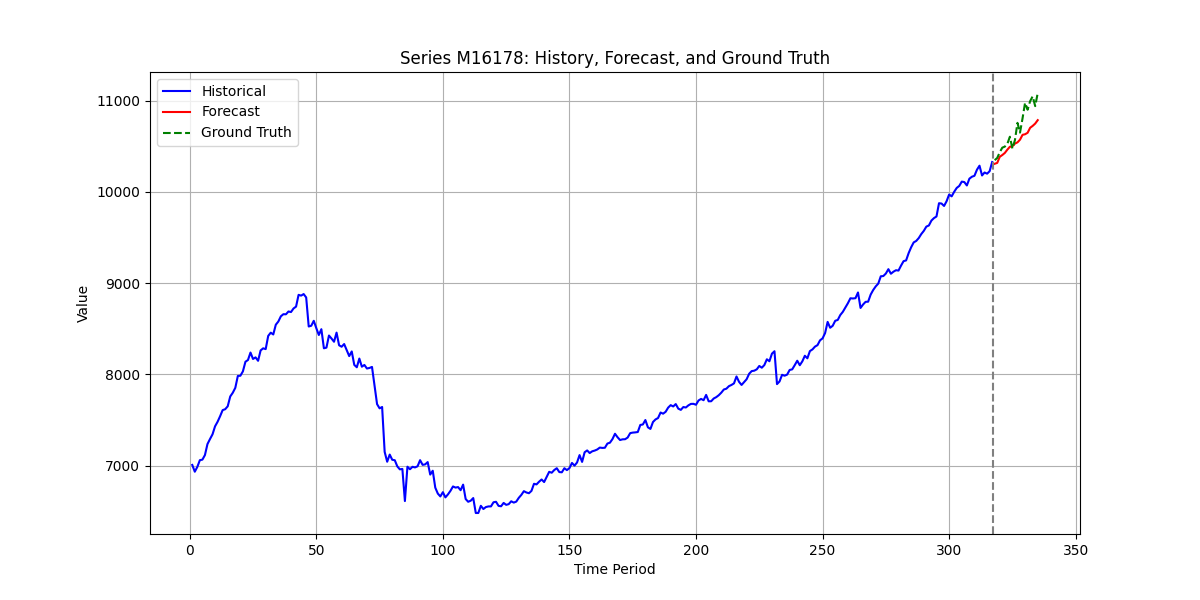 Series M16178: History, Forecast, and Ground Truth
Historical
Forecast
Ground Truth
11000
10000
9000
8000
7000
Value
0 50 100 150 200 250 300 350
Time Period